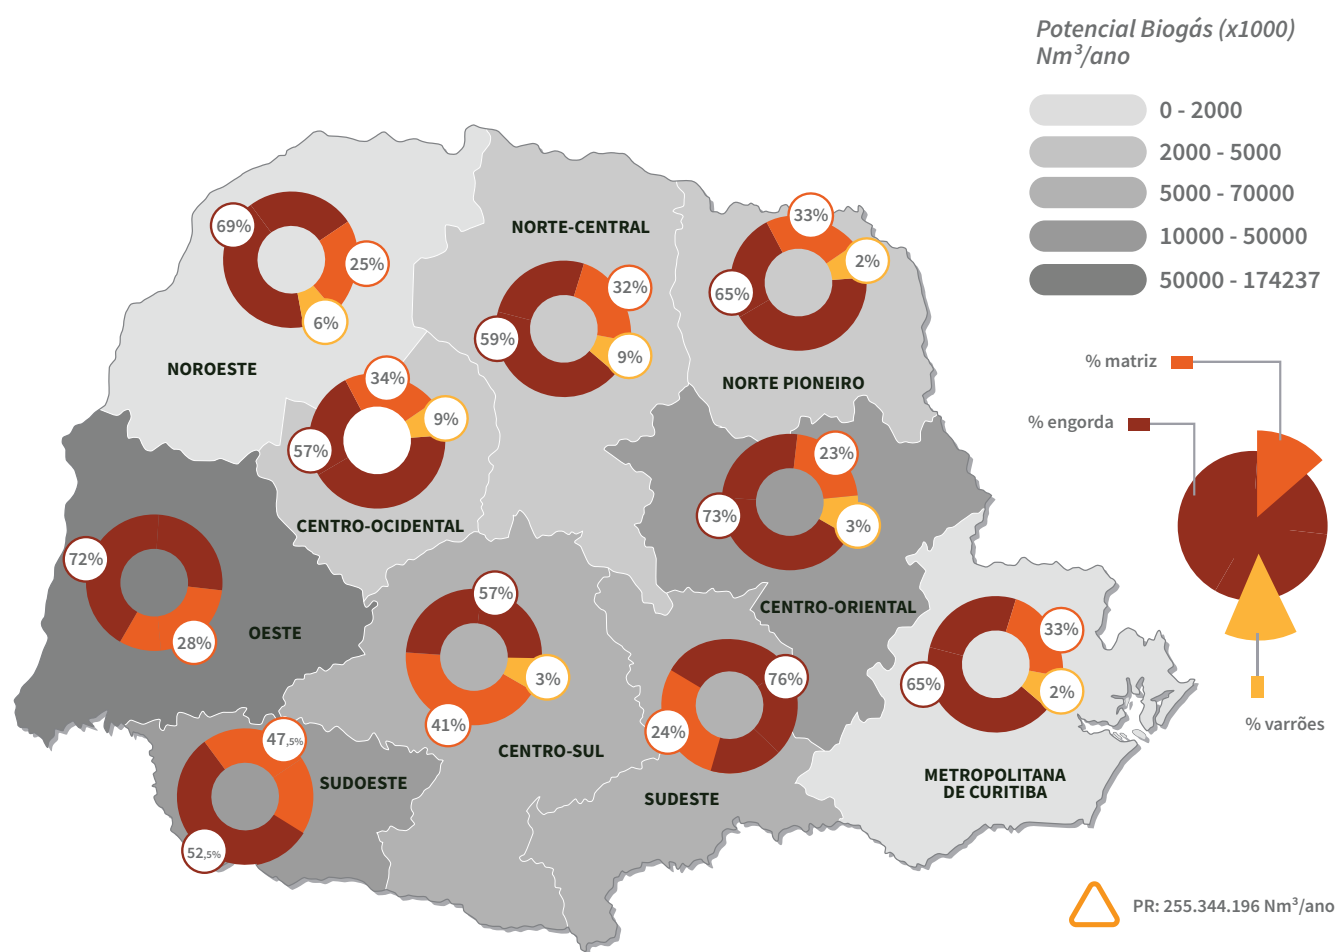 Potencial Biogás (x1000)
Nm³/ano
0 - 2000
2000 - 5000
5000 - 70000
10000 - 50000
50000 - 174237
% matriz
% engorda
% varrões
69%
25%
6%
NOROESTE
NORTE-CENTRAL
32%
59%
9%
33%
2%
65%
NORTE PIONEIRO
34%
9%
57%
CENTRO-OCIDENTAL
23%
73%
3%
CENTRO-ORIENTAL
72%
28%
OESTE
57%
3%
41%
CENTRO-SUL
76%
24%
SUDESTE
33%
65%
2%
METROPOLITANA
DE CURITIBA
47,5%
SUDOESTE
52,5%
PR: 255.344.196 Nm³/ano